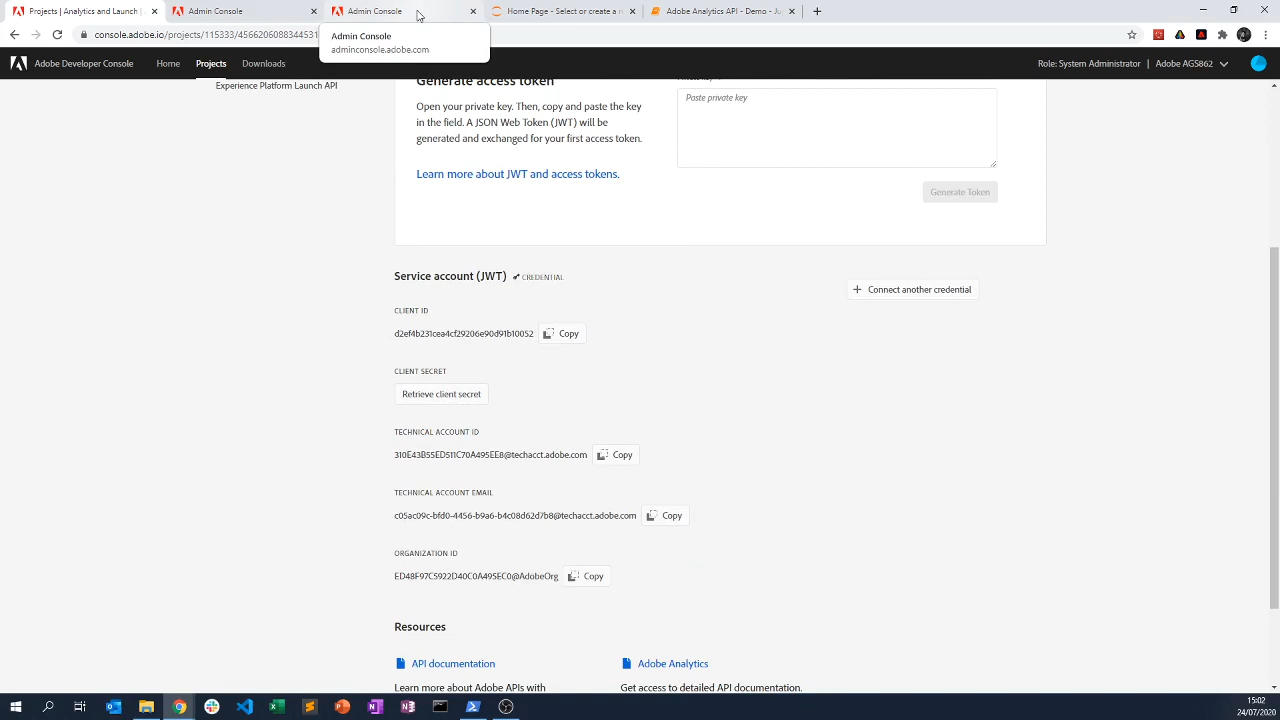 Projects | Analytics and Launch |
Admin Console
Admin Console
Home Page - Select or create a n
Adobe Analytics API - Demo - Ju
console.adobe.io/projects/115333/4566206088344531
Admin Console
adminconsole.adobe.com
Adobe Developer Console
Home
Projects
Downloads
Role: System Administrator
Adobe AGS862
Experience Platform Launch API
Generate access token
Open your private key. Then, copy and paste the key
in the field. A JSON Web Token (JWT) will be
generated and exchanged for your first access token.
Learn more about JWT and access tokens.
Paste private key
Generate Token
Service account (JWT)
CREDENTIAL
Connect another credential
CLIENT ID
d2ef4b231cea4cf29206e90d91b10052
Copy
CLIENT SECRET
Retrieve client secret
TECHNICAL ACCOUNT ID
310E43B55ED511C70A495EE8@techacct.adobe.com
Copy
TECHNICAL ACCOUNT EMAIL
c05ac09c-bfd0-4456-b9a6-b4c08d62d7b8@techacct.adobe.com
Copy
ORGANIZATION ID
ED48F97C5922D40C0A495EC0@AdobeOrg
Copy
Resources
API documentation
Adobe Analytics
Learn more about Adobe APIs with
Get access to detailed API documentation.
15:02
24/07/2020